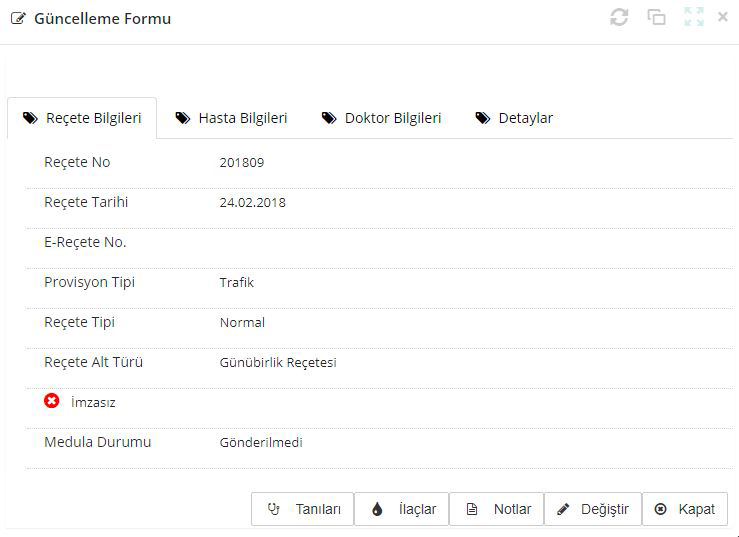 Güncelleme Formu
Reçete Bilgileri Hasta Bilgileri Doktor Bilgileri Detaylar
Reçete No 201809
Reçete Tarihi 24.02.2018
E-Reçete No.
Provisyon Tipi Trafik
Reçete Tipi Normal
Reçete Alt Türü Günübirlik Reçetesi
İmzasız
Medula Durumu Gönderilmedi
Tanıları İlaçlar Notlar Değiştir Kapat